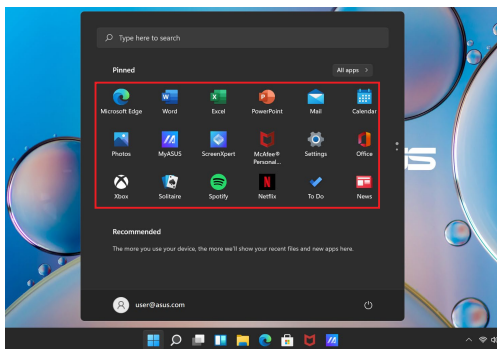 Type here to search
Pinned
All apps >
Microsoft Edge
Word
Excel
PowerPoint
Mail
Calendar
Photos
MyASUS
ScreenXpert
McAfee®
Personal...
Settings
Office
Xbox
Solitaire
Spotify
Netflix
To Do
News
Recommended
The more you use your device, the more we'll show your recent files and new apps here.
user@asus.com